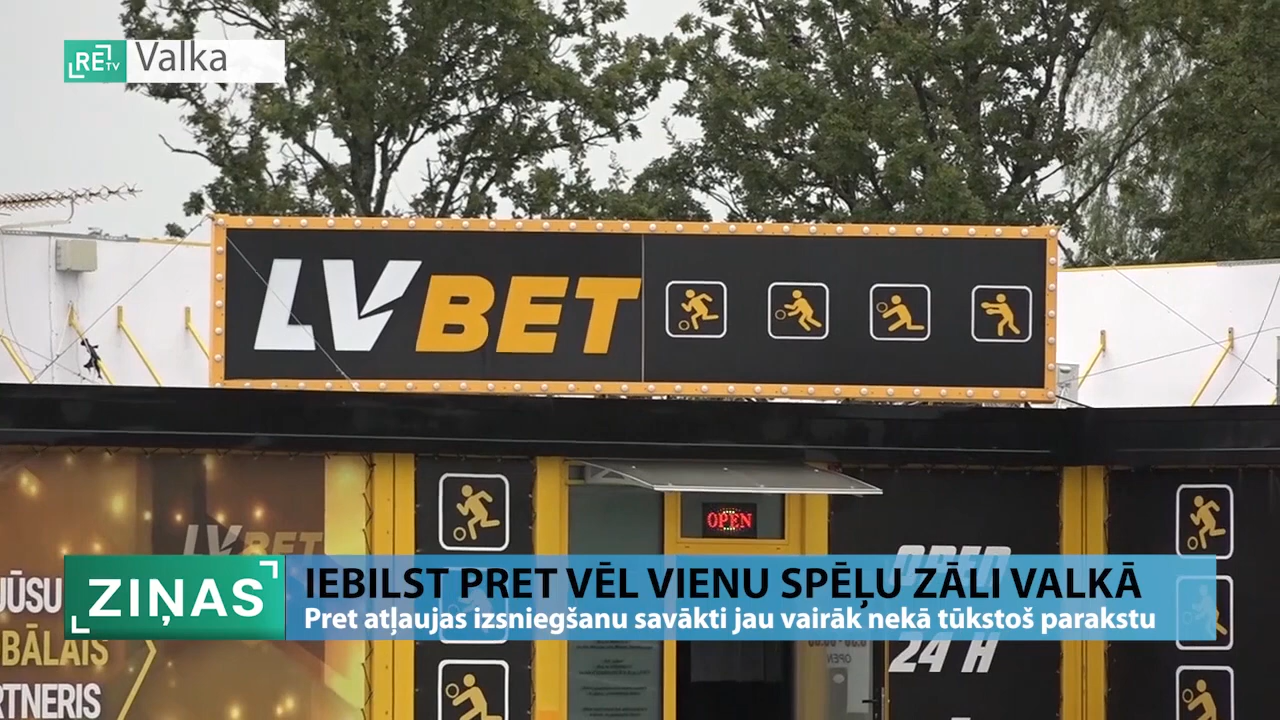 RE TV Valka
LVBET
OPEN
LVBET
OPEN
ZIŅAS
IEBILST PRET VĒL VIENU SPĒĻU ZĀLI VALKĀ
Pret atļaujas izsniegšanu savākti jau vairāk nekā tūkstoš parakstu
JŪSU
BĀLAIS
RTNERIS
24 H
OPEN